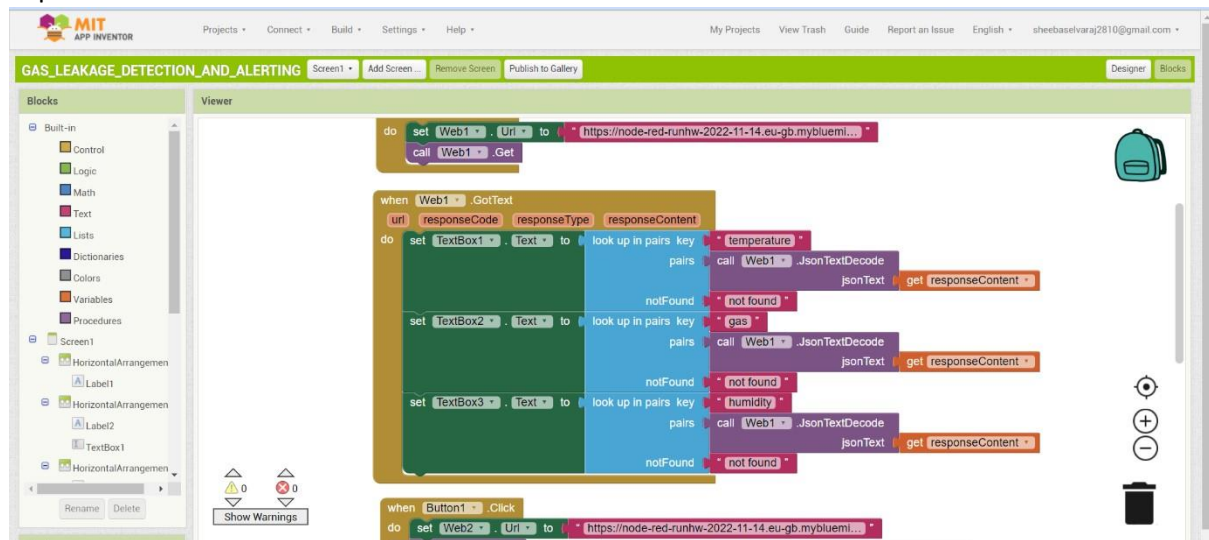 MIT
APP INVENTOR
Projects Connect Build Settings Help My Projects View Trash Guide Report an Issue English sheebaselvaraj2810@gmail.com
GAS_LEAKAGE_DETECTION_AND_ALERTING Screen1 Add Screen ... Remove Screen Publish to Gallery Designer Blocks
Blocks
Viewer
Built-in
Control
Logic
Math
Text
Lists
Dictionaries
Colors
Variables
Procedures
Screen1
HorizontalArrangemen
Label1
HorizontalArrangemen
Label2
TextBox1
HorizontalArrangemen
Rename Delete
do set Web1 . Url to " https://node-red-runhw-2022-11-14.eu-gb.mybluemi... "
call Web1 .Get
when Web1 .GotText
url responseCode responseType responseContent
do set TextBox1 . Text to look up in pairs key " temperature "
pairs call Web1 .JsonTextDecode
jsonText get responseContent
notFound " not found "
set TextBox2 . Text to look up in pairs key " gas "
pairs call Web1 .JsonTextDecode
jsonText get responseContent
notFound " not found "
set TextBox3 . Text to look up in pairs key " humidity "
pairs call Web1 .JsonTextDecode
jsonText get responseContent
notFound " not found "
when Button1 .Click
do set Web2 . Url to " https://node-red-runhw-2022-11-14.eu-gb.mybluemi... "
0 0
Show Warnings